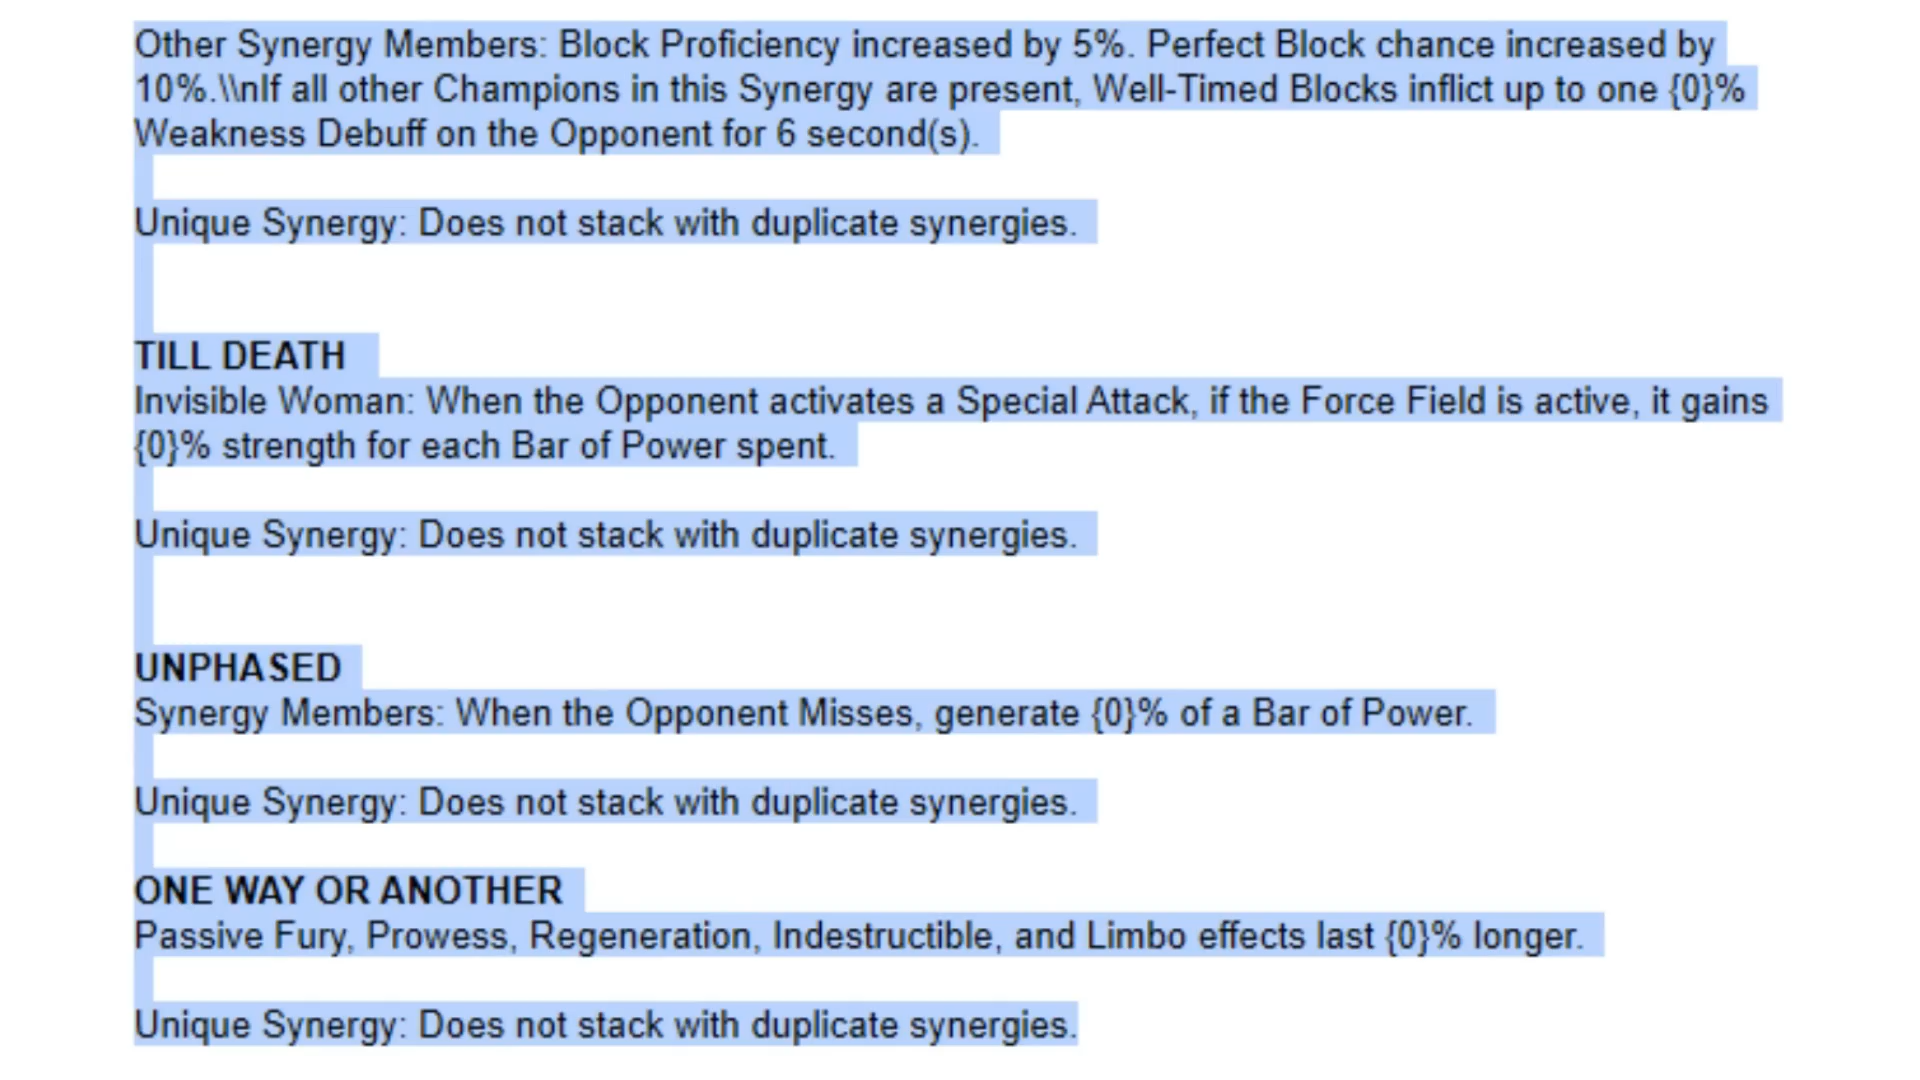 Other Synergy Members: Block Proficiency increased by 5%. Perfect Block chance increased by
10%.\\nIf all other Champions in this Synergy are present, Well-Timed Blocks inflict up to one {0}%
Weakness Debuff on the Opponent for 6 second(s).
Unique Synergy: Does not stack with duplicate synergies.
TILL DEATH
Invisible Woman: When the Opponent activates a Special Attack, if the Force Field is active, it gains
{0}% strength for each Bar of Power spent.
Unique Synergy: Does not stack with duplicate synergies.
UNPHASED
Synergy Members: When the Opponent Misses, generate {0}% of a Bar of Power.
Unique Synergy: Does not stack with duplicate synergies.
ONE WAY OR ANOTHER
Passive Fury, Prowess, Regeneration, Indestructible, and Limbo effects last {0}% longer.
Unique Synergy: Does not stack with duplicate synergies.